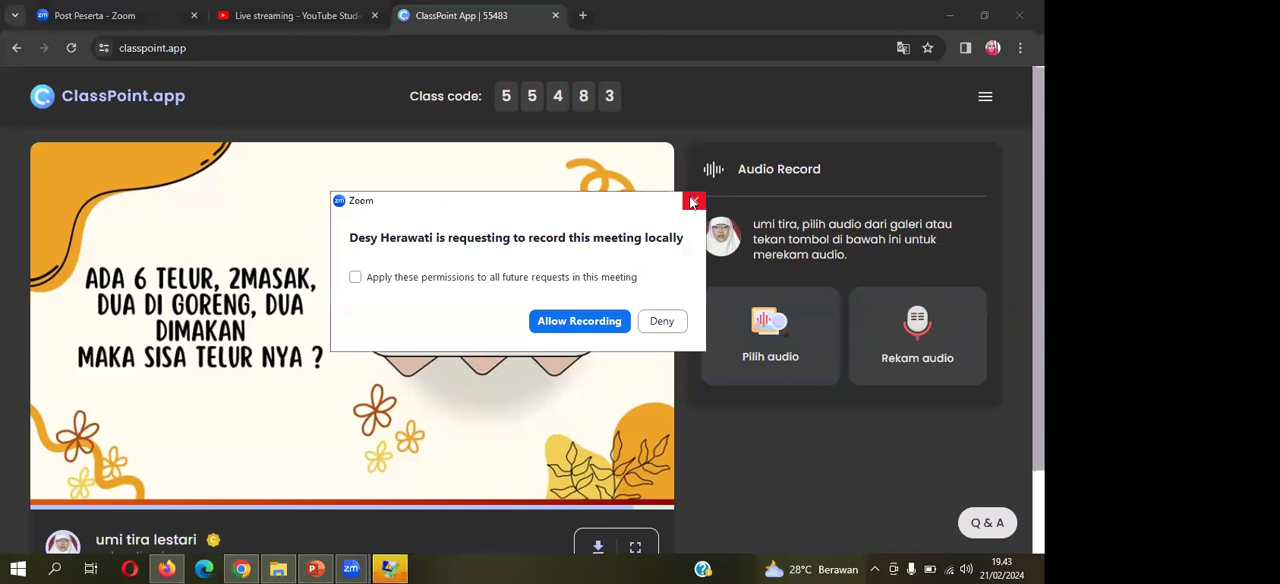 Post Peserta - Zoom
Live streaming - YouTube Studi
ClassPoint App | 55483
classpoint.app
ClassPoint.app
Class code: 5 5 4 8 3
Audio Record
umi tira, pilih audio dari galeri atau
tekan tombol di bawah ini untuk
merekam audio.
Pilih audio
Rekam audio
zm Zoom
Desy Herawati is requesting to record this meeting locally
Apply these permissions to all future requests in this meeting
Allow Recording
Deny
ADA 6 TELUR, 2MASAK,
DUA DI GORENG, DUA
DIMAKAN
MAKA SISA TELUR NYA ?
umi tira lestari
Q & A
28°C Berawan
19.43
21/02/2024